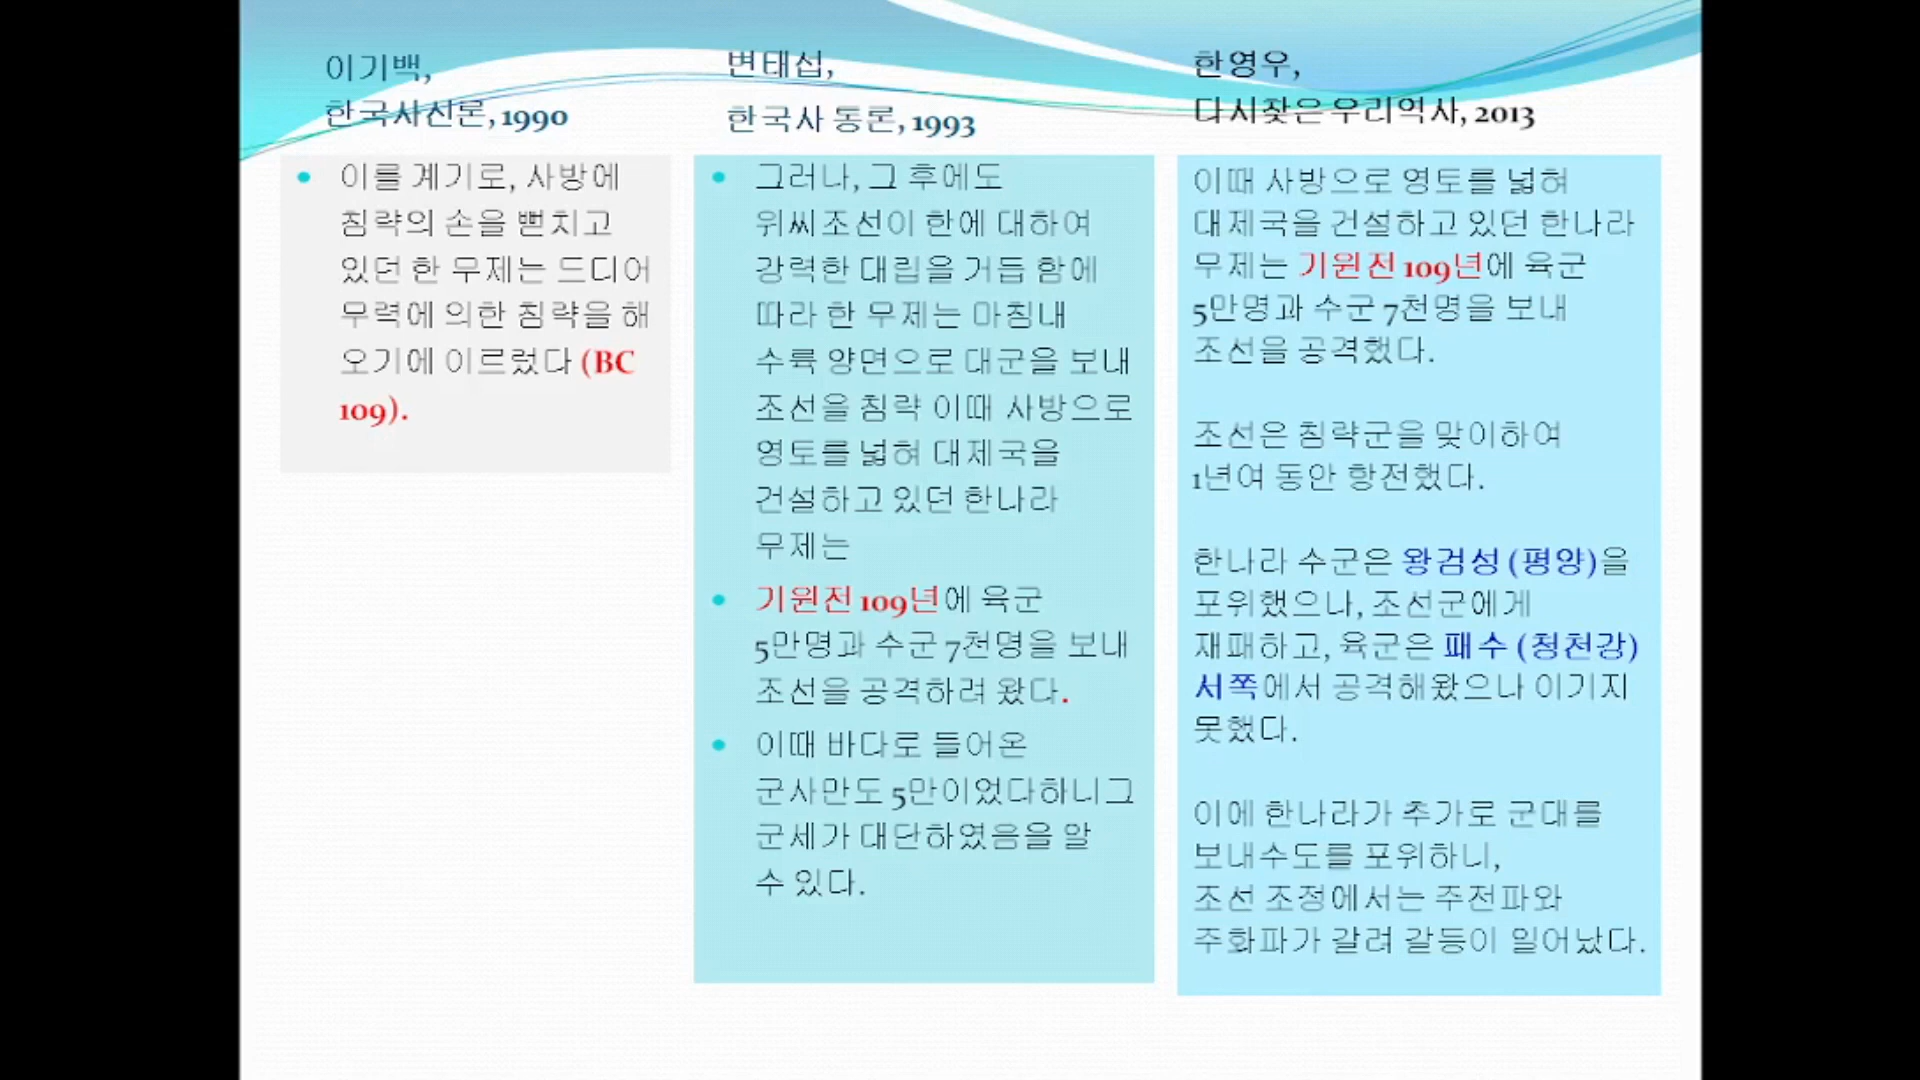 이기백,
한국사신론, 1990
이를 계기로, 사방에
침략의 손을 뻗치고
있던 한 무제는 드디어
무력에 의한 침략을 해
오기에 이르렀다 (BC
109).
변태섭,
한국사 통론, 1993
그러나, 그 후에도
위씨조선이 한에 대하여
강력한 대립을 거듭 함에
따라 한 무제는 마침내
수륙 양면으로 대군을 보내
조선을 침략 이때 사방으로
영토를 넓혀 대제국을
건설하고 있던 한나라
무제는
기원전 109년에 육군
5만명과 수군 7천명을 보내
조선을 공격하려 왔다.
이때 바다로 들어온
군사만도 5만이었다하니그
군세가 대단하였음을 알
수 있다.
한영우,
다시찾은 우리역사, 2013
이때 사방으로 영토를 넓혀
대제국을 건설하고 있던 한나라
무제는 기원전 109년에 육군
5만명과 수군 7천명을 보내
조선을 공격했다.
조선은 침략군을 맞이하여
1년여 동안 항전했다.
한나라 수군은 왕검성 (평양)을
포위했으나, 조선군에게
재패하고, 육군은 패수 (청천강)
서쪽에서 공격해왔으나 이기지
못했다.
이에 한나라가 추가로 군대를
보내수도를 포위하니,
조선 조정에서는 주전파와
주화파가 갈려 갈등이 일어났다.